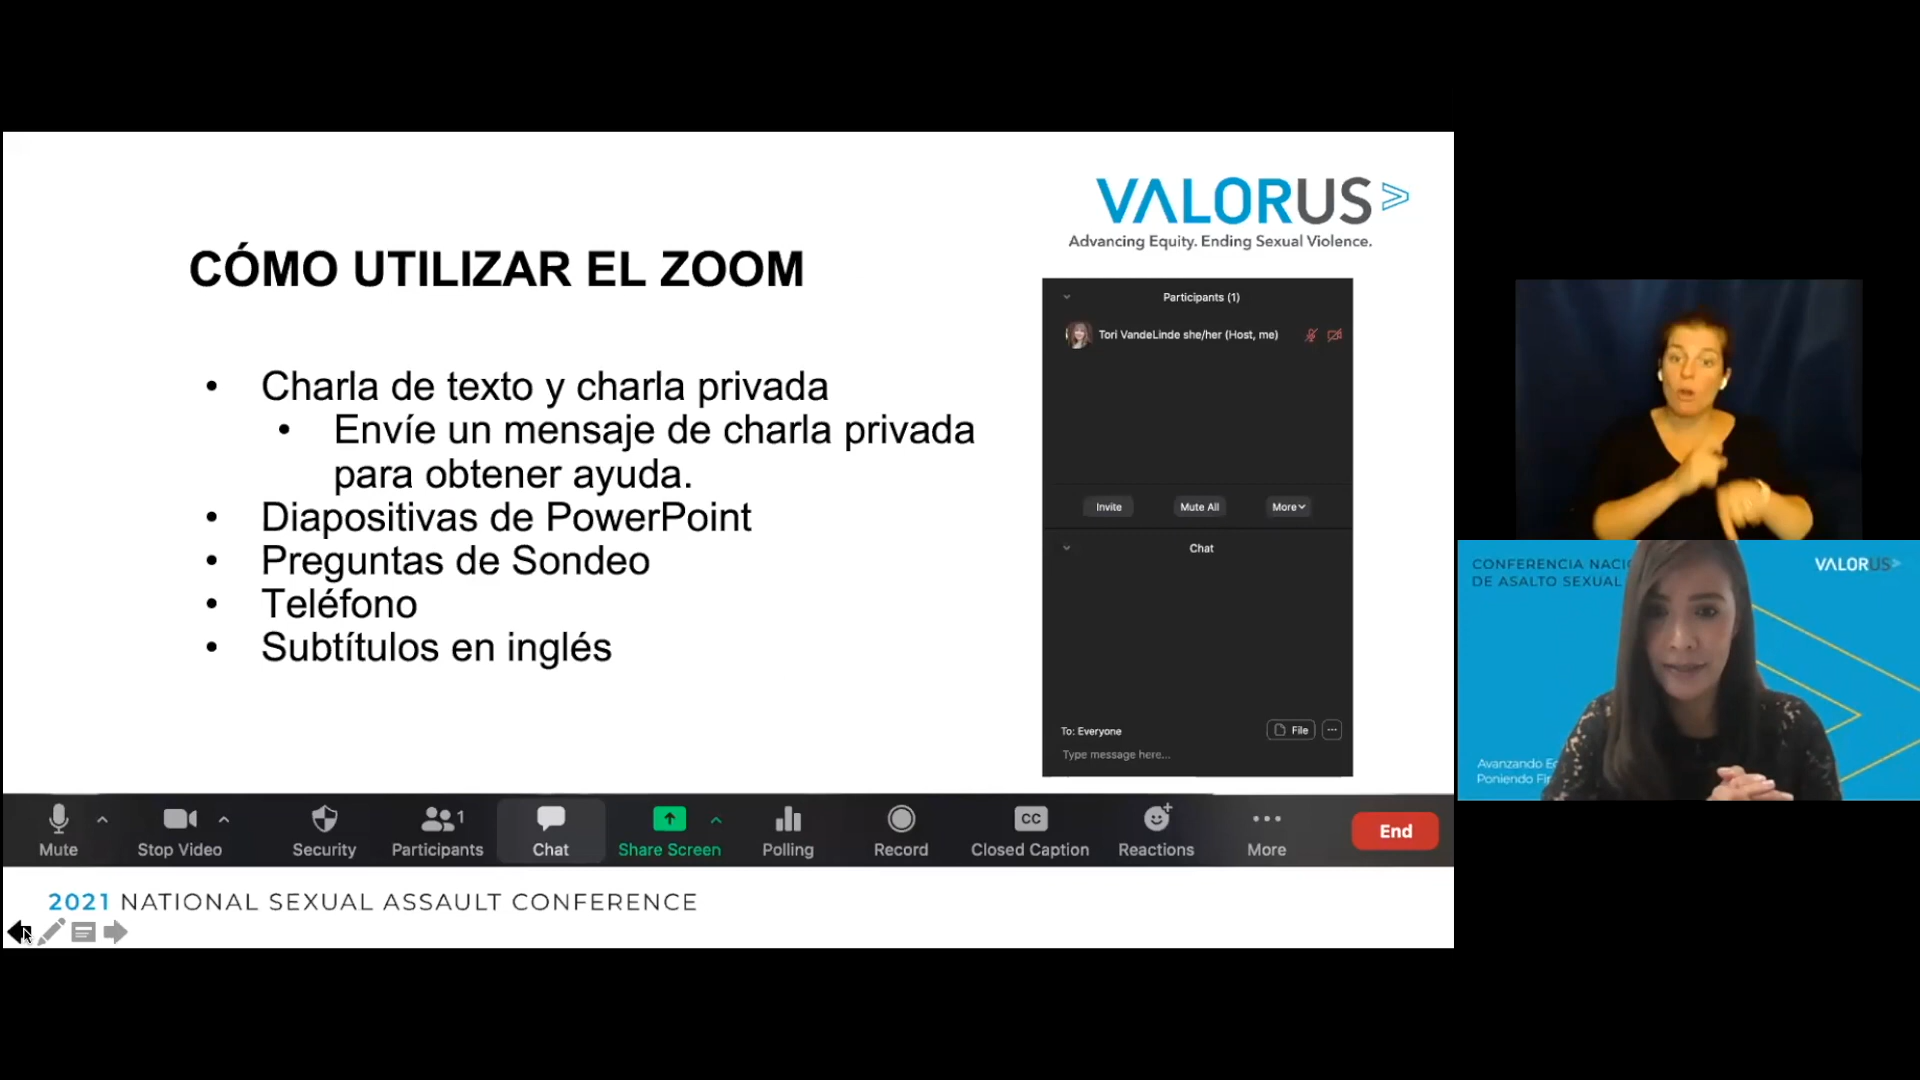 VALORUS
Advancing Equity. Ending Sexual Violence.
CÓMO UTILIZAR EL ZOOM
• Charla de texto y charla privada
• Envíe un mensaje de charla privada
para obtener ayuda.
• Diapositivas de PowerPoint
• Preguntas de Sondeo
• Teléfono
• Subtítulos en inglés
Participants (1)
Tori VandeLinde she/her (Host, me)
Invite Mute All More
Chat
To: Everyone File
Type message here...
Mute Stop Video Security Participants 1 Chat Share Screen Polling Record CC Closed Caption Reactions More End
2021 NATIONAL SEXUAL ASSAULT CONFERENCE
CONFERENCIA
DE ASALTO SEXUAL
VALORUS
Avanzando
Poniendo